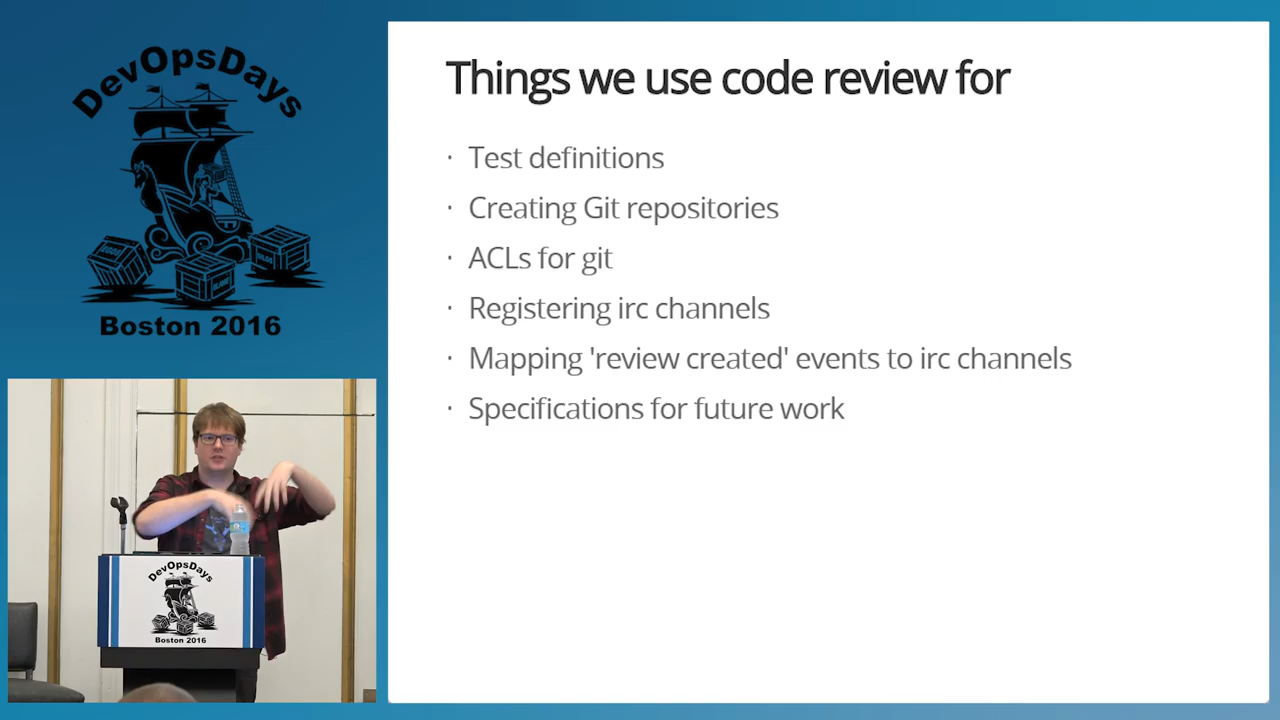 DevOpsDays
Boston 2016
Things we use code review for
· Test definitions
· Creating Git repositories
· ACLs for git
· Registering irc channels
· Mapping 'review created' events to irc channels
· Specifications for future work
DevOpsDays
Boston 2016